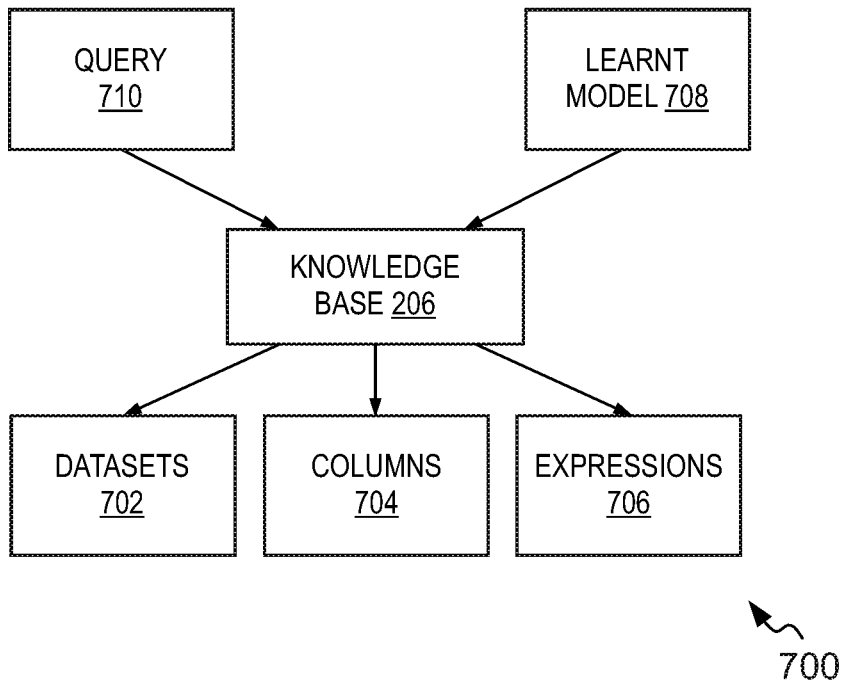 QUERY
710
LEARNT
MODEL 708
KNOWLEDGE
BASE 206
DATASETS
702
COLUMNS
704
EXPRESSIONS
706
700